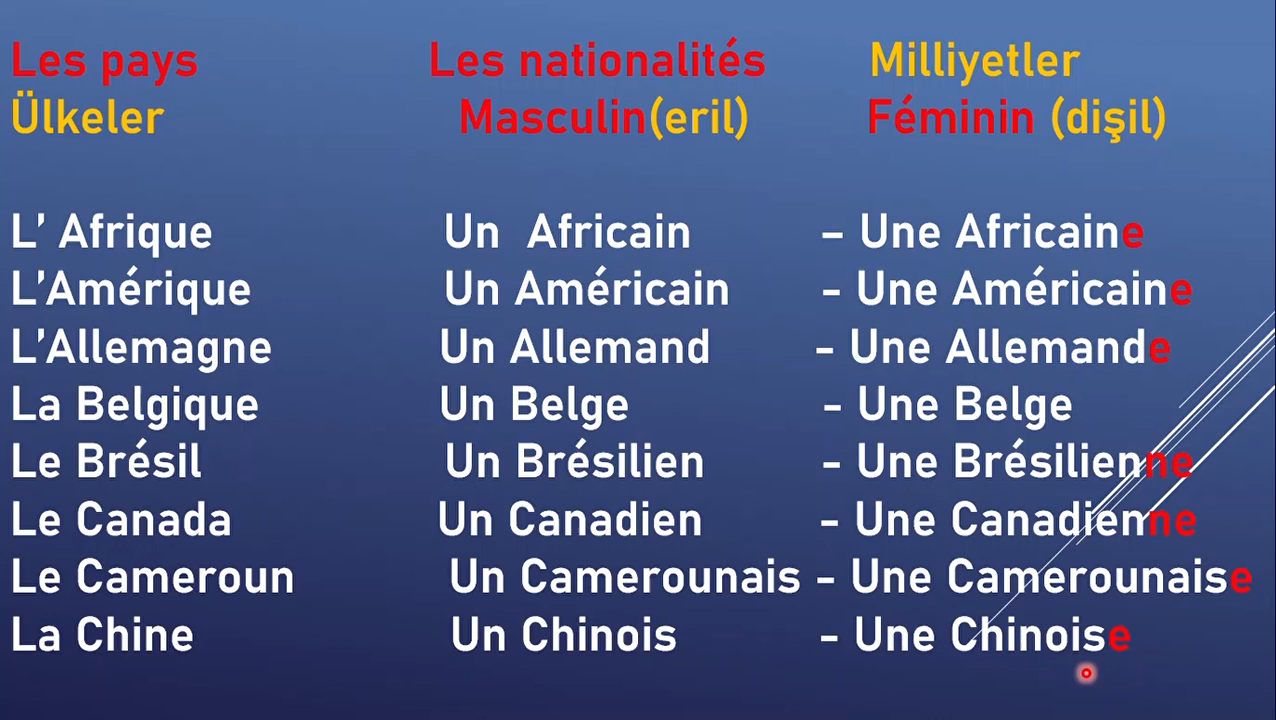 Les pays Les nationalités Milliyetler
Ülkeler Masculin(eril) Féminin (dişil)
L' Afrique Un Africain - Une Africaine
L'Amérique Un Américain - Une Américaine
L'Allemagne Un Allemand - Une Allemande
La Belgique Un Belge - Une Belge
Le Brésil Un Brésilien - Une Brésilienne
Le Canada Un Canadien - Une Canadienne
Le Cameroun Un Camerounais - Une Camerounaise
La Chine Un Chinois - Une Chinoise